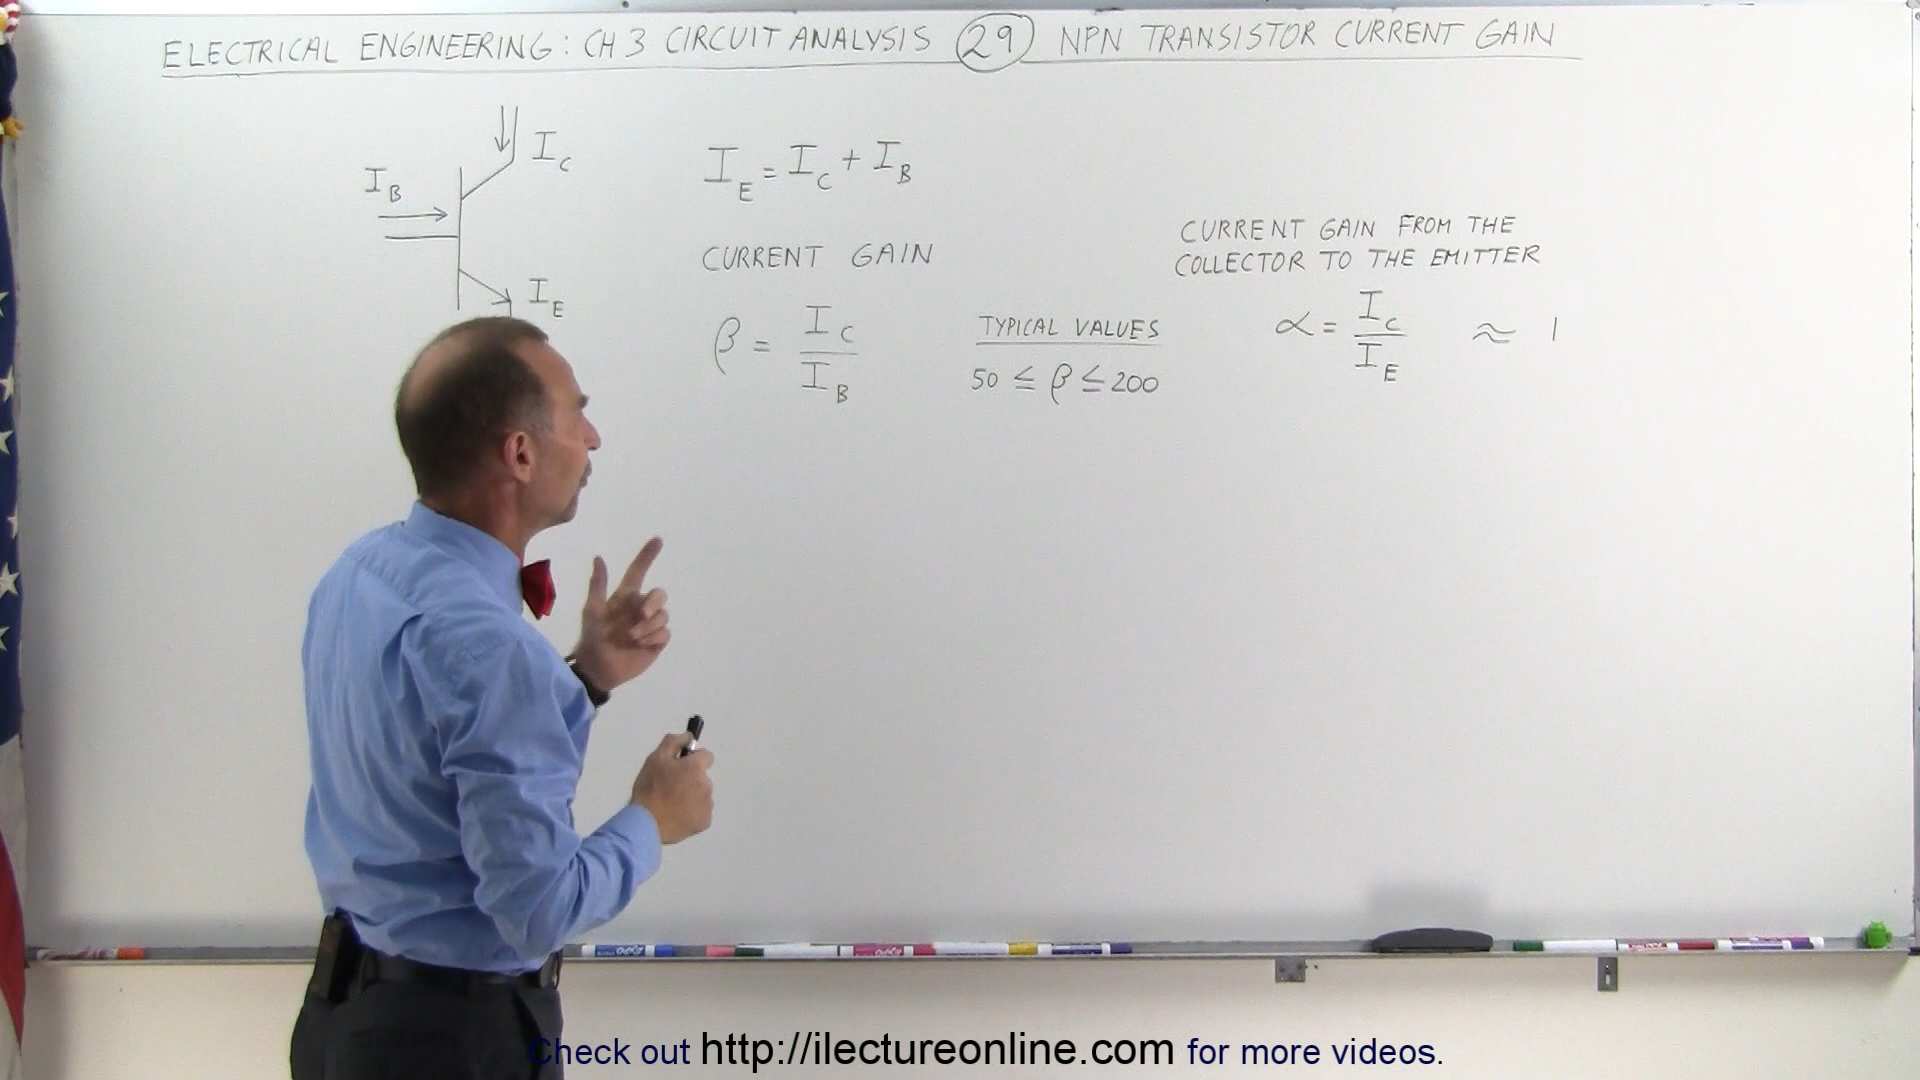 ELECTRICAL ENGINEERING: CH 3 CIRCUIT ANALYSIS 29 NPN TRANSISTOR CURRENT GAIN
I_C
I_B
I_E
I_E = I_C + I_B
CURRENT GAIN
β = I_C / I_B
TYPICAL VALUES
50 ≤ β ≤ 200
CURRENT GAIN FROM THE
COLLECTOR TO THE EMITTER
α = I_C / I_E ≈ 1
Check out http://ilectureonline.com for more videos.